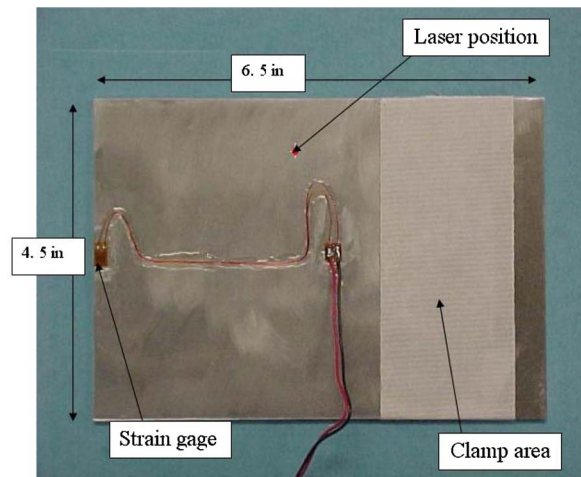 Laser position
6. 5 in
4. 5 in
Strain gage
Clamp area